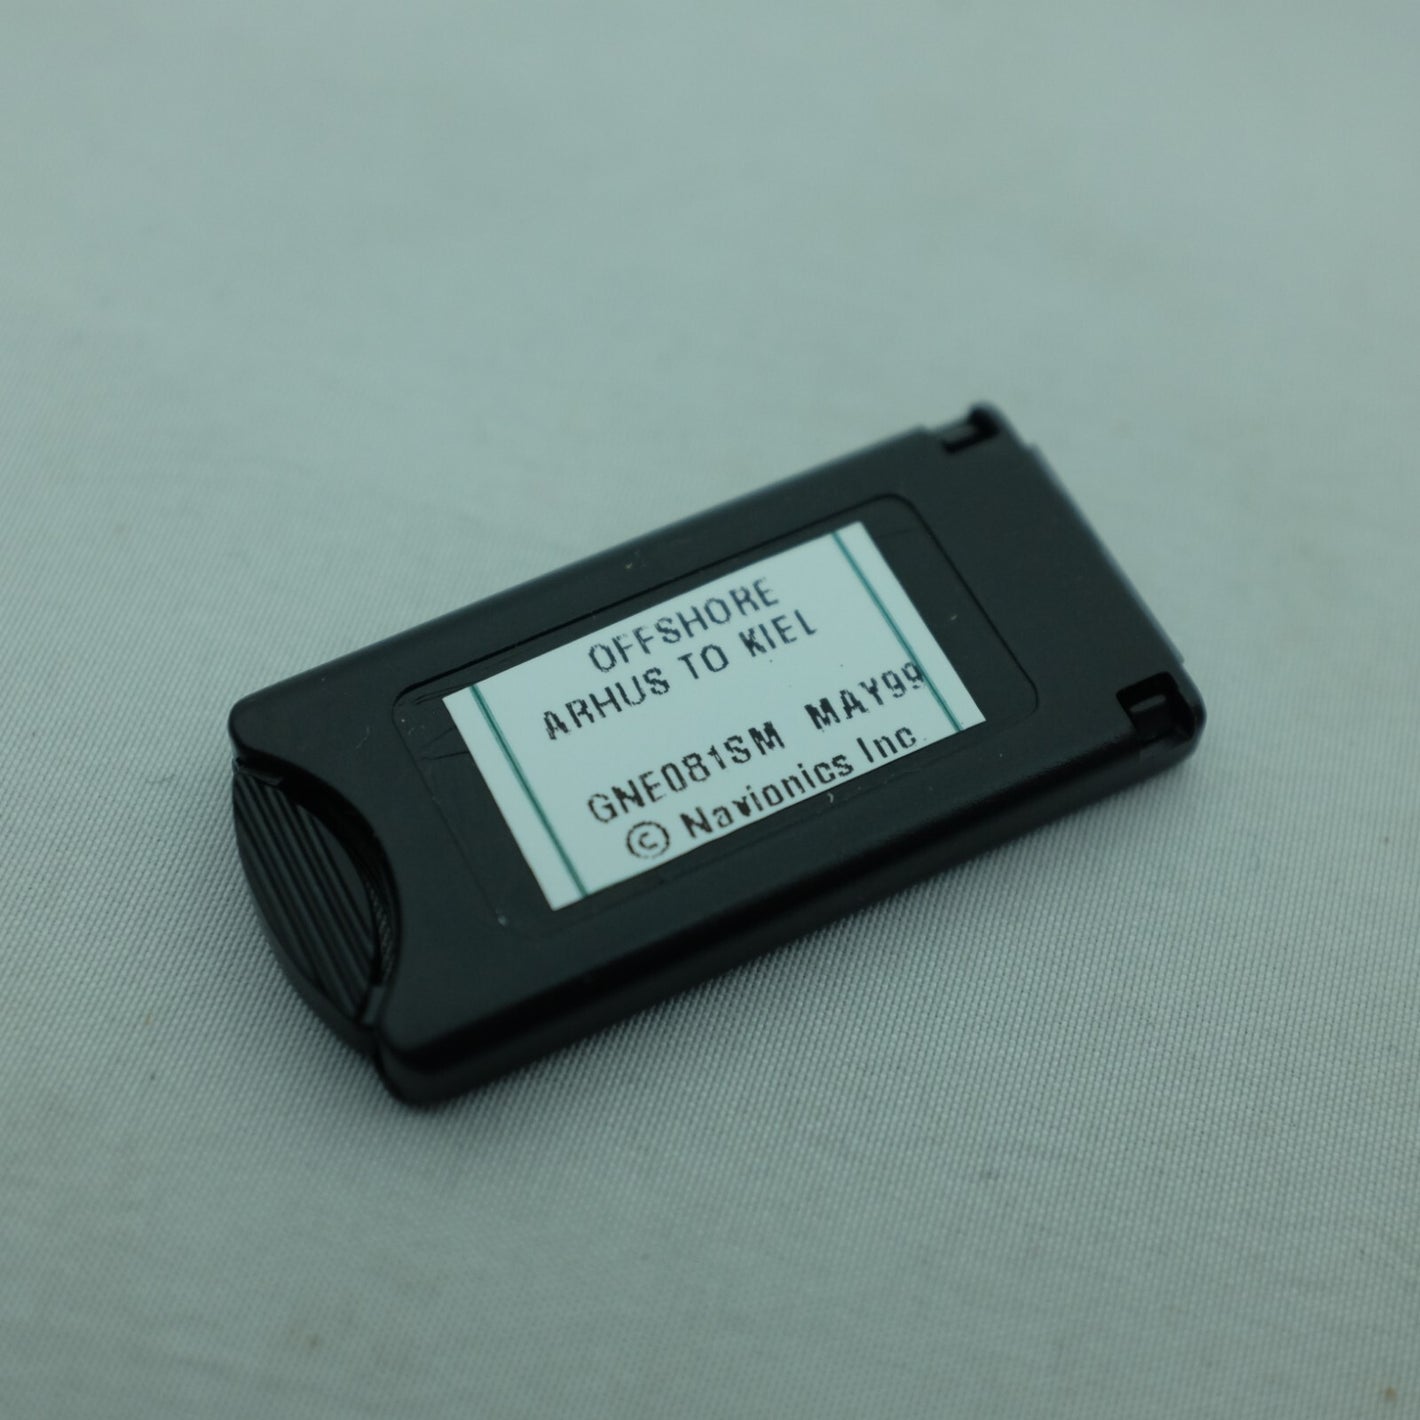 OFFSHORE
ARHUS TO KIEL
GNE081SM MAY99
© Navionics Inc.